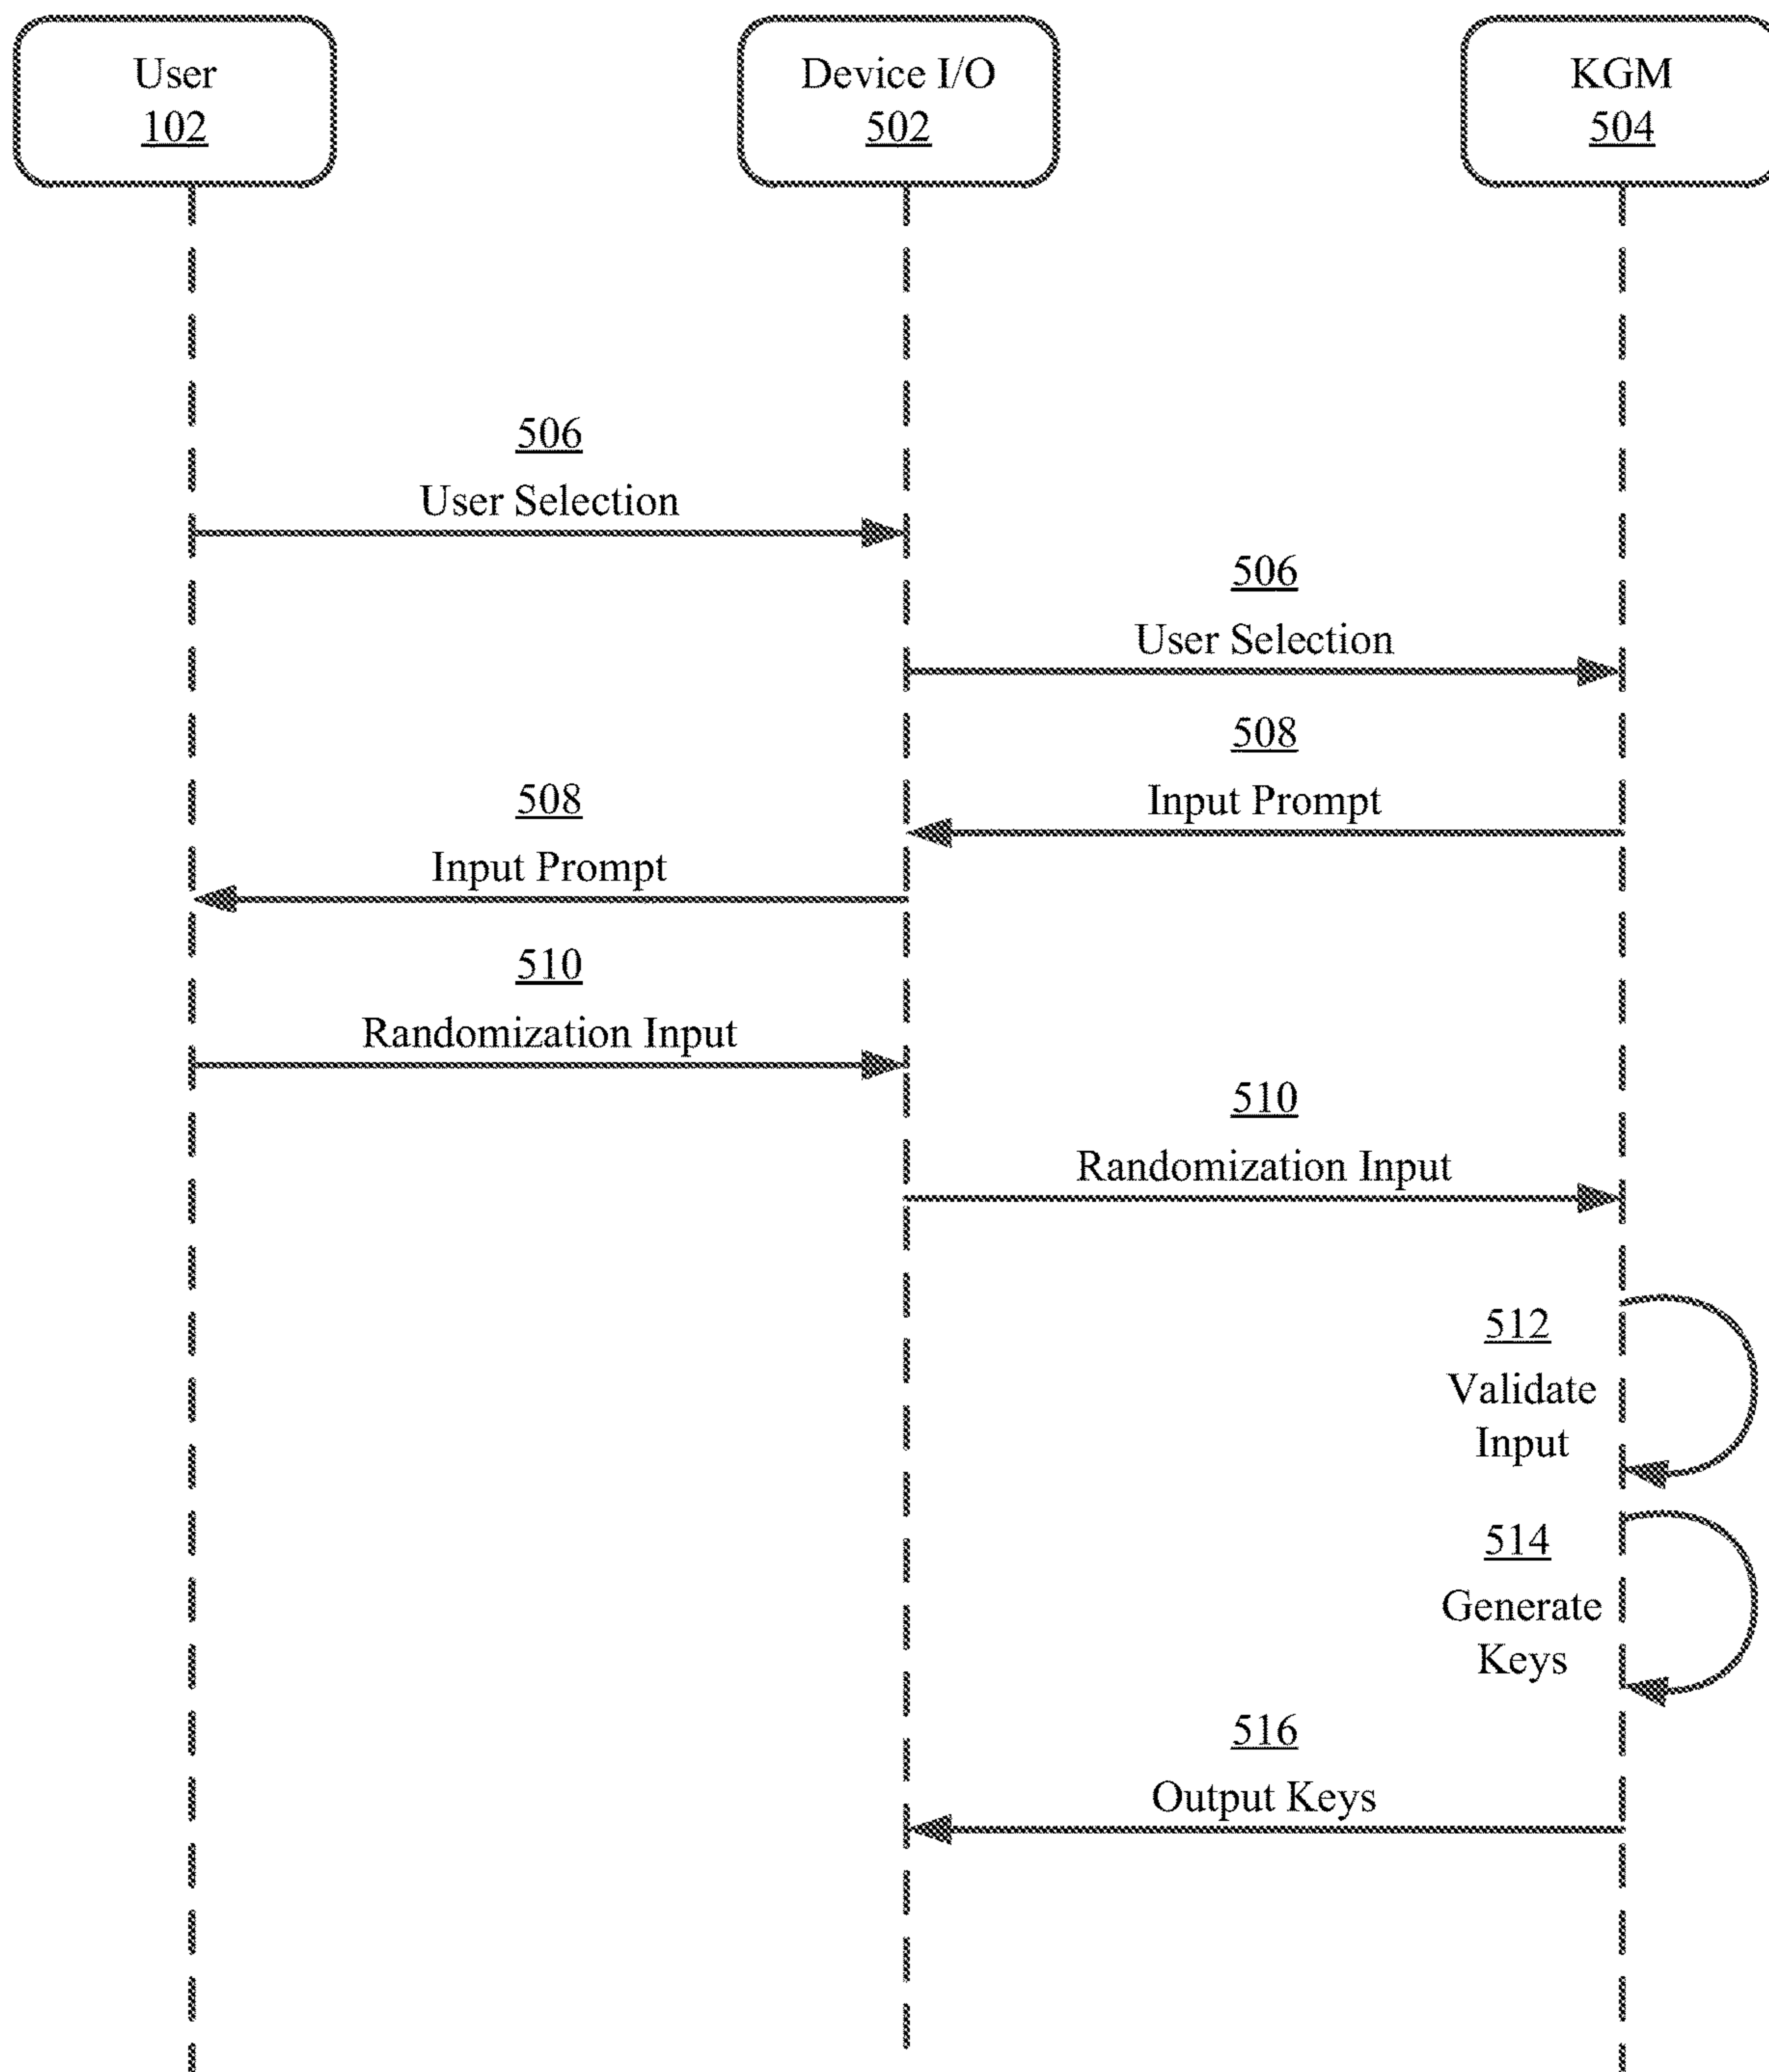 User
102
Device I/O
502
KGM
504
506
User Selection
506
User Selection
508
Input Prompt
508
Input Prompt
510
Randomization Input
510
Randomization Input
512
Validate
Input
514
Generate
Keys
516
Output Keys